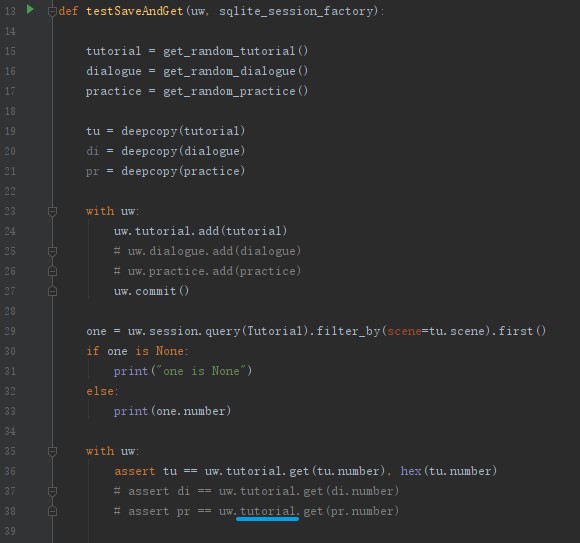 13 def testSaveAndGet(uw, sqlite_session_factory):
14
15     tutorial = get_random_tutorial()
16     dialogue = get_random_dialogue()
17     practice = get_random_practice()
18
19     tu = deepcopy(tutorial)
20     di = deepcopy(dialogue)
21     pr = deepcopy(practice)
22
23     with uw:
24         uw.tutorial.add(tutorial)
25         # uw.dialogue.add(dialogue)
26         # uw.practice.add(practice)
27         uw.commit()
28
29     one = uw.session.query(Tutorial).filter_by(scene=tu.scene).first()
30     if one is None:
31         print("one is None")
32     else:
33         print(one.number)
34
35     with uw:
36         assert tu == uw.tutorial.get(tu.number), hex(tu.number)
37         # assert di == uw.tutorial.get(di.number)
38         # assert pr == uw.tutorial.get(pr.number)
39